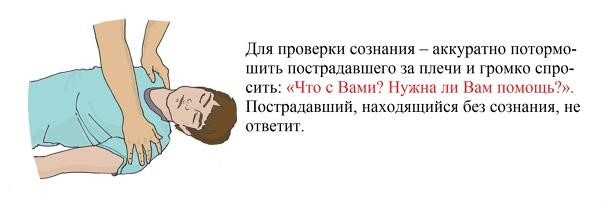 Для проверки сознания – аккуратно потормо-
шить пострадавшего за плечи и громко спро-
сить: «Что с Вами? Нужна ли Вам помощь?».
Пострадавший, находящийся без сознания, не
ответит.